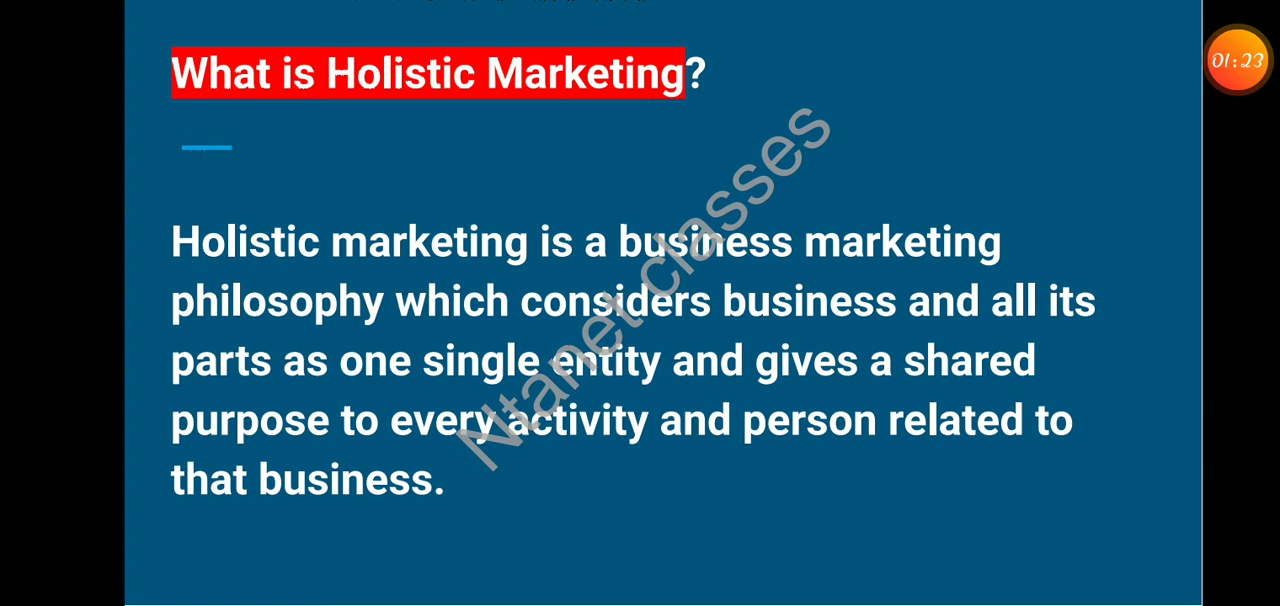 What is Holistic Marketing?
01:23
Holistic marketing is a business marketing
philosophy which considers business and all its
parts as one single entity and gives a shared
purpose to every activity and person related to
that business.
Ntanet classes